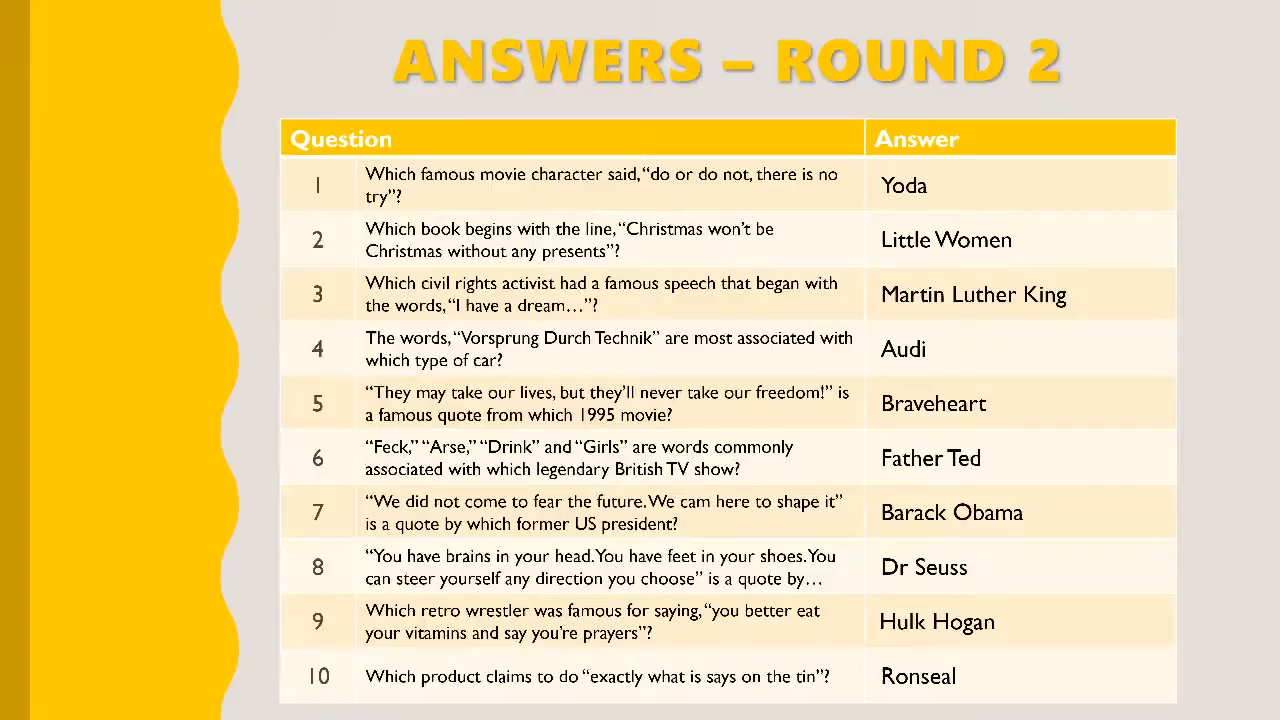 ANSWERS – ROUND 2
Question Answer
1 Which famous movie character said, “do or do not, there is no
try”? Yoda
2 Which book begins with the line, “Christmas won’t be
Christmas without any presents”? Little Women
3 Which civil rights activist had a famous speech that began with
the words, “I have a dream…”? Martin Luther King
4 The words, “Vorsprung Durch Technik” are most associated with
which type of car? Audi
5 “They may take our lives, but they’ll never take our freedom!” is
a famous quote from which 1995 movie? Braveheart
6 “Feck,” “Arse,” “Drink” and “Girls” are words commonly
associated with which legendary British TV show? Father Ted
7 “We did not come to fear the future. We cam here to shape it”
is a quote by which former US president? Barack Obama
8 “You have brains in your head. You have feet in your shoes. You
can steer yourself any direction you choose” is a quote by… Dr Seuss
9 Which retro wrestler was famous for saying, “you better eat
your vitamins and say you’re prayers”? Hulk Hogan
10 Which product claims to do “exactly what is says on the tin”? Ronseal